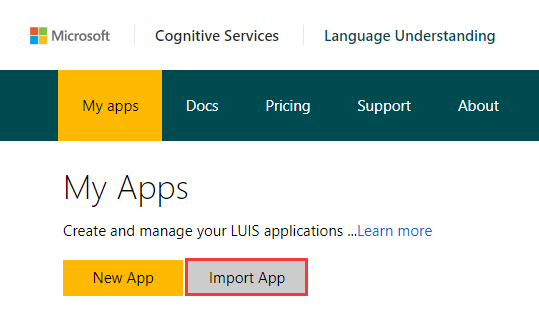 Microsoft Cognitive Services Language Understanding
My apps Docs Pricing Support About
My Apps
Create and manage your LUIS applications ...Learn more
New App Import App